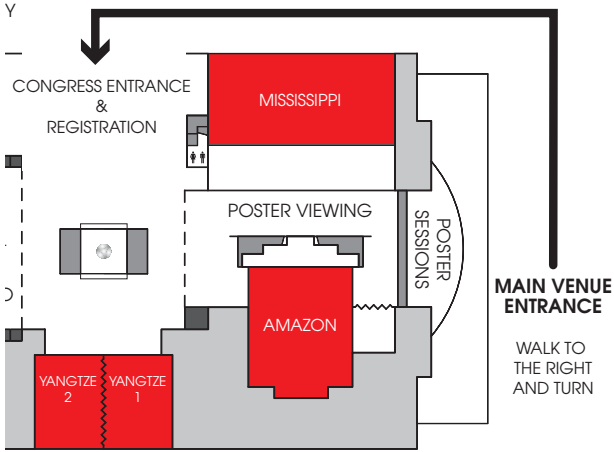 Y
CONGRESS ENTRANCE
&
REGISTRATION
MISSISSIPPI
POSTER VIEWING
POSTER
SESSIONS
MAIN VENUE
ENTRANCE
WALK TO
THE RIGHT
AND TURN
AMAZON
YANGTZE
2
YANGTZE
1